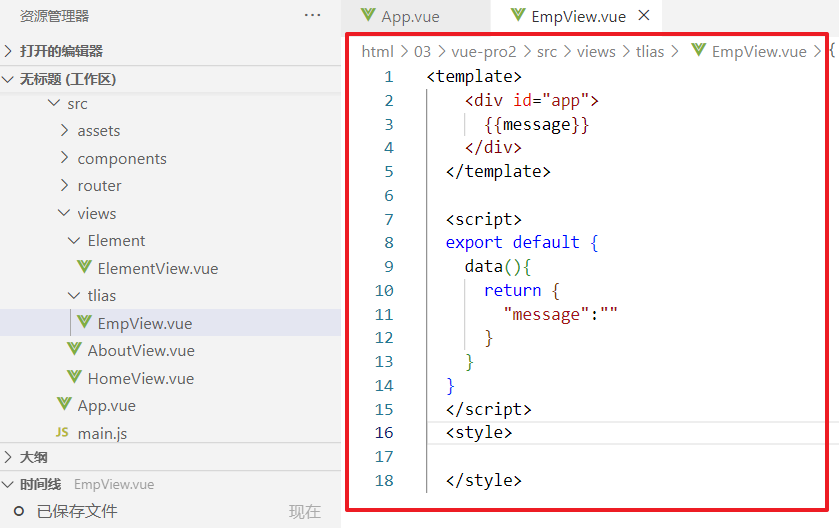 资源管理器 ···
打开的编辑器
无标题 (工作区)
src
assets
components
router
views
Element
ElementView.vue
tlias
EmpView.vue
AboutView.vue
HomeView.vue
App.vue
JS main.js
大纲
时间线 EmpView.vue
已保存文件 现在
App.vue EmpView.vue ×
html > 03 > vue-pro2 > src > views > tlias > EmpView.vue > {
1 <template>
2 <div id="app">
3 {{message}}
4 </div>
5 </template>
6
7 <script>
8 export default {
9 data(){
10 return {
11 "message":""
12 }
13 }
14 }
15 </script>
16 <style>
17
18 </style>